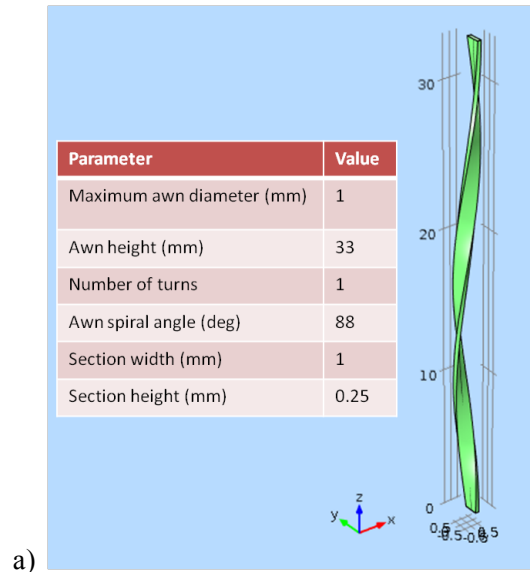 Parameter Value
Maximum awn diameter (mm) 1
Awn height (mm) 33
Number of turns 1
Awn spiral angle (deg) 88
Section width (mm) 1
Section height (mm) 0.25
30
20
10
0
z
y x
a)